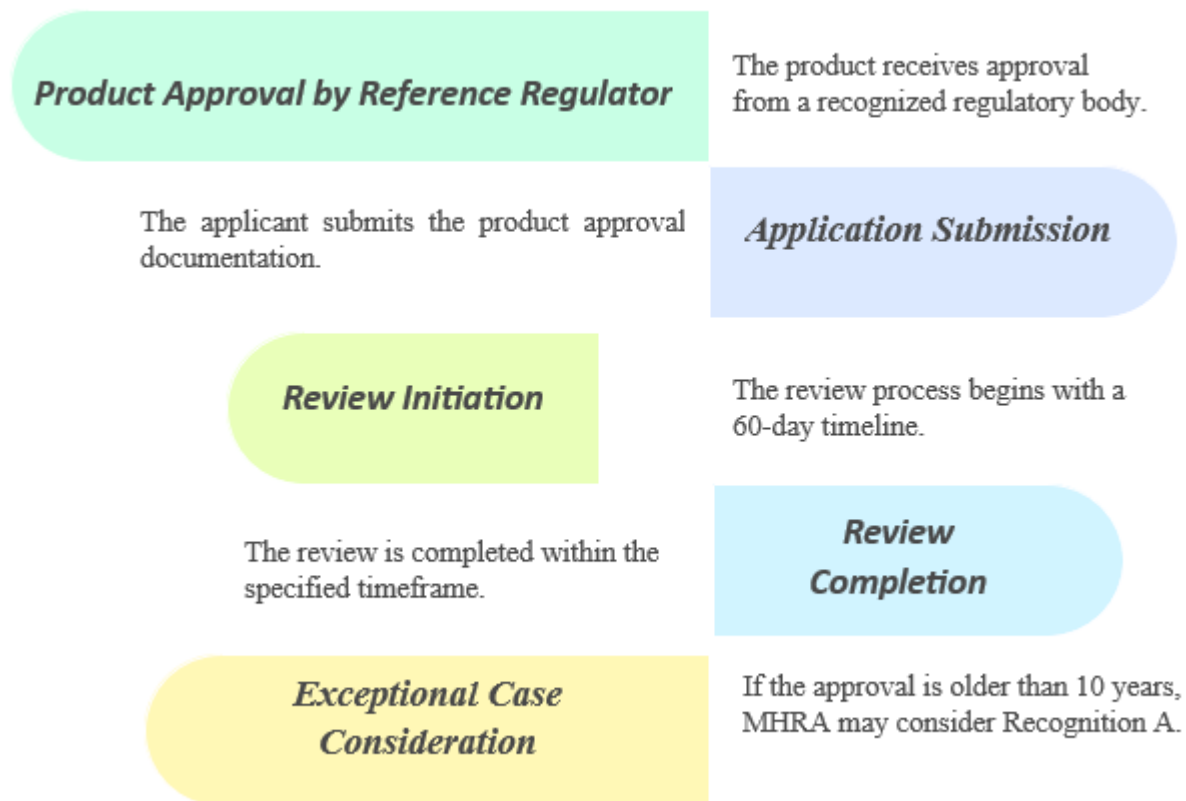 Product Approval by Reference Regulator
The product receives approval
from a recognized regulatory body.
The applicant submits the product approval
documentation.
Application Submission
Review Initiation
The review process begins with a
60-day timeline.
The review is completed within the
specified timeframe.
Review
Completion
Exceptional Case
Consideration
If the approval is older than 10 years,
MHRA may consider Recognition A.